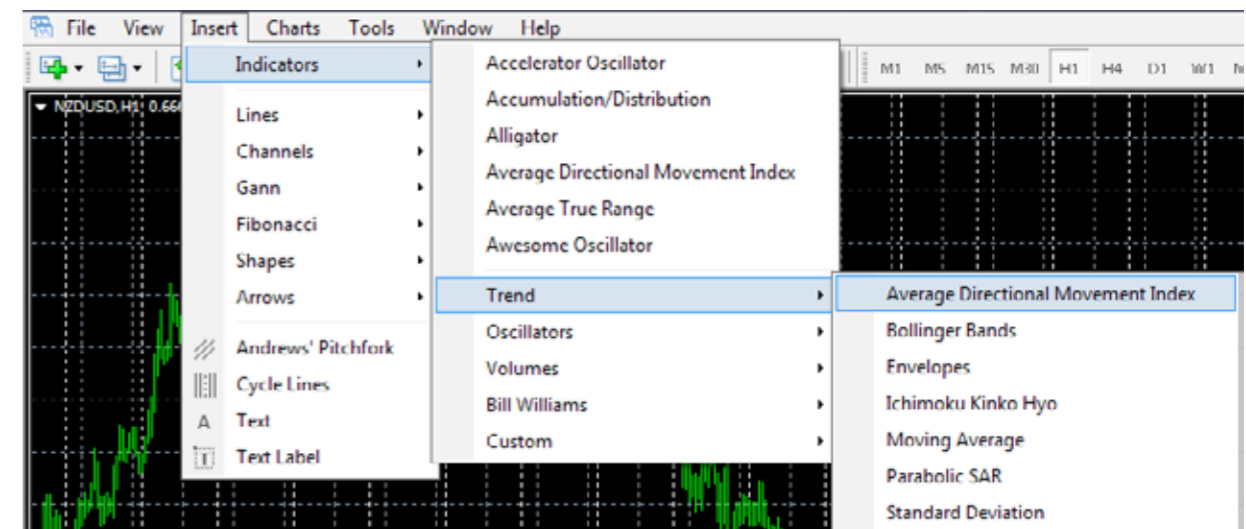 File View Insert Charts Tools Window Help
M1 M5 M15 M30 H1 H4 D1 W1
NZDUSD,H1: 0.666
Indicators
Lines
Channels
Gann
Fibonacci
Shapes
Arrows
Andrews' Pitchfork
Cycle Lines
A Text
T Text Label
Accelerator Oscillator
Accumulation/Distribution
Alligator
Average Directional Movement Index
Average True Range
Awesome Oscillator
Trend
Oscillators
Volumes
Bill Williams
Custom
Average Directional Movement Index
Bollinger Bands
Envelopes
Ichimoku Kinko Hyo
Moving Average
Parabolic SAR
Standard Deviation